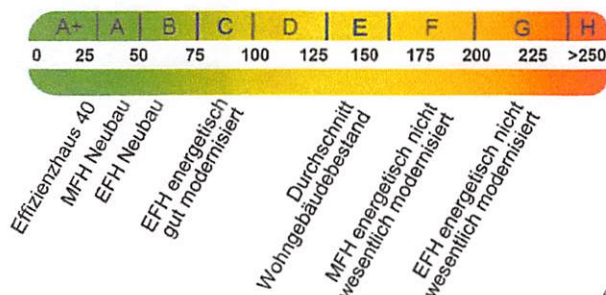 A+ A B C D E F G H
0 25 50 75 100 125 150 175 200 225 >250
Effizienzhaus 40
MFH Neubau
EFH Neubau
EFH energetisch
gut modernisiert
Durchschnitt
Wohngebäudebestand
MFH energetisch nicht
wesentlich modernisiert
EFH energetisch nicht
wesentlich modernisiert